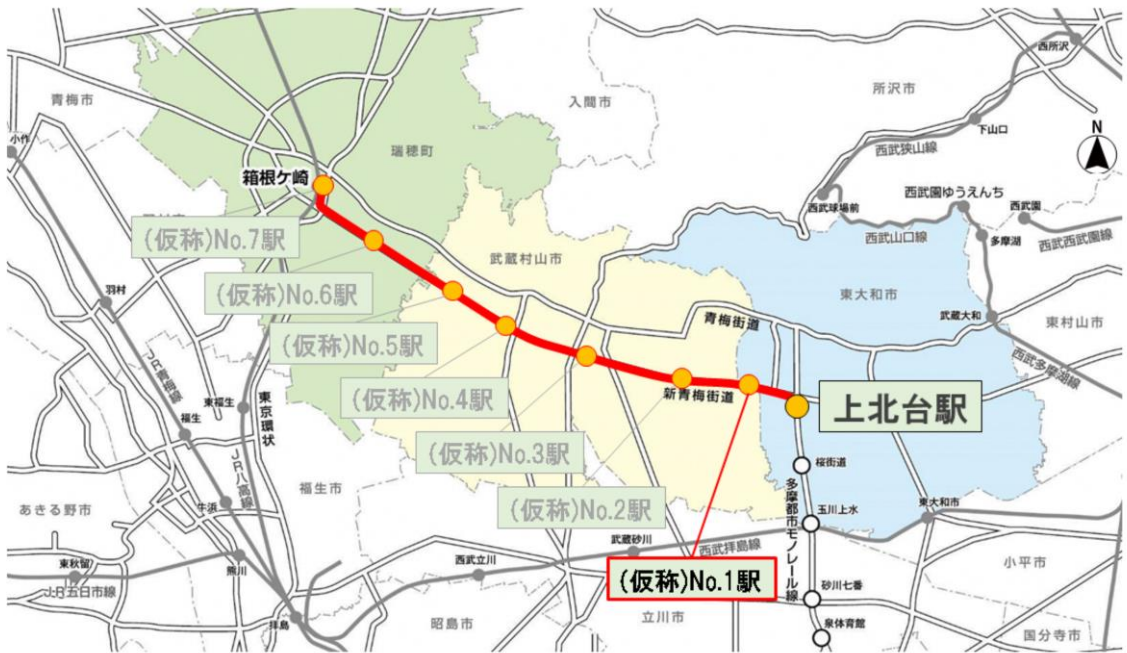 西所沢
青梅市
入間市
所沢市
下山口
N
小作
瑞穂町
西武狭山線
箱根ケ崎
西武球場前
西武園ゆうえんち
西武園
(仮称)No.7駅
西武山口線
多摩湖
西武西武園線
武蔵村山市
(仮称)No.6駅
東大和市
羽村
武蔵大和
青梅街道
東村山市
(仮称)No.5駅
西武多摩湖線
JR青梅線
新青梅街道
(仮称)No.4駅
上北台駅
東福生
東京環状
福生
(仮称)No.3駅
桜街道
JR八高線
福生市
(仮称)No.2駅
多摩都市モノレール線
牛浜
東大和市
あきる野市
玉川上水
武蔵砂川
西武拝島線
西武立川
熊川
東秋留
(仮称)No.1駅
小平市
JR五日市線
砂川七番
拝島
昭島市
立川市
泉体育館
国分寺市